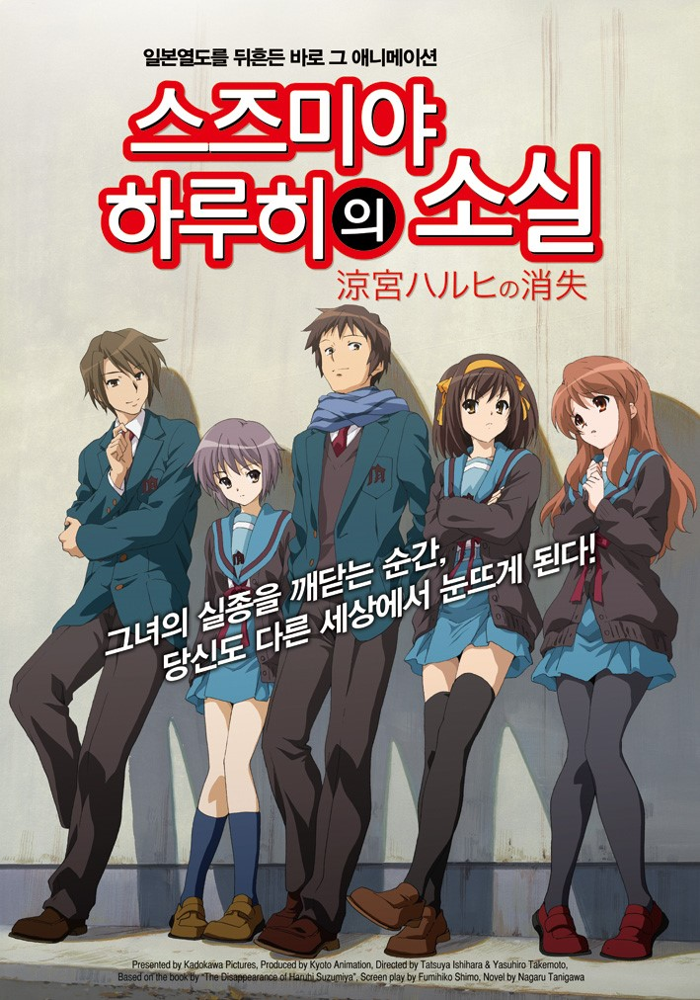 일본열도를 뒤흔든 바로 그 애니메이션
스즈미야
하루히의 소실
涼宮ハルヒの消失
그녀의 실종을 깨닫는 순간,
당신도 다른 세상에서 눈뜨게 된다!
Presented by Kadokawa Pictures, Produced by Kyoto Animation, Directed by Tatsuya Ishihara & Yasuhiro Takemoto,
Based on the book by "The Disappearance of Haruhi Suzumiya", Screen play by Fumihiko Shimo, Novel by Nagaru Tanigawa